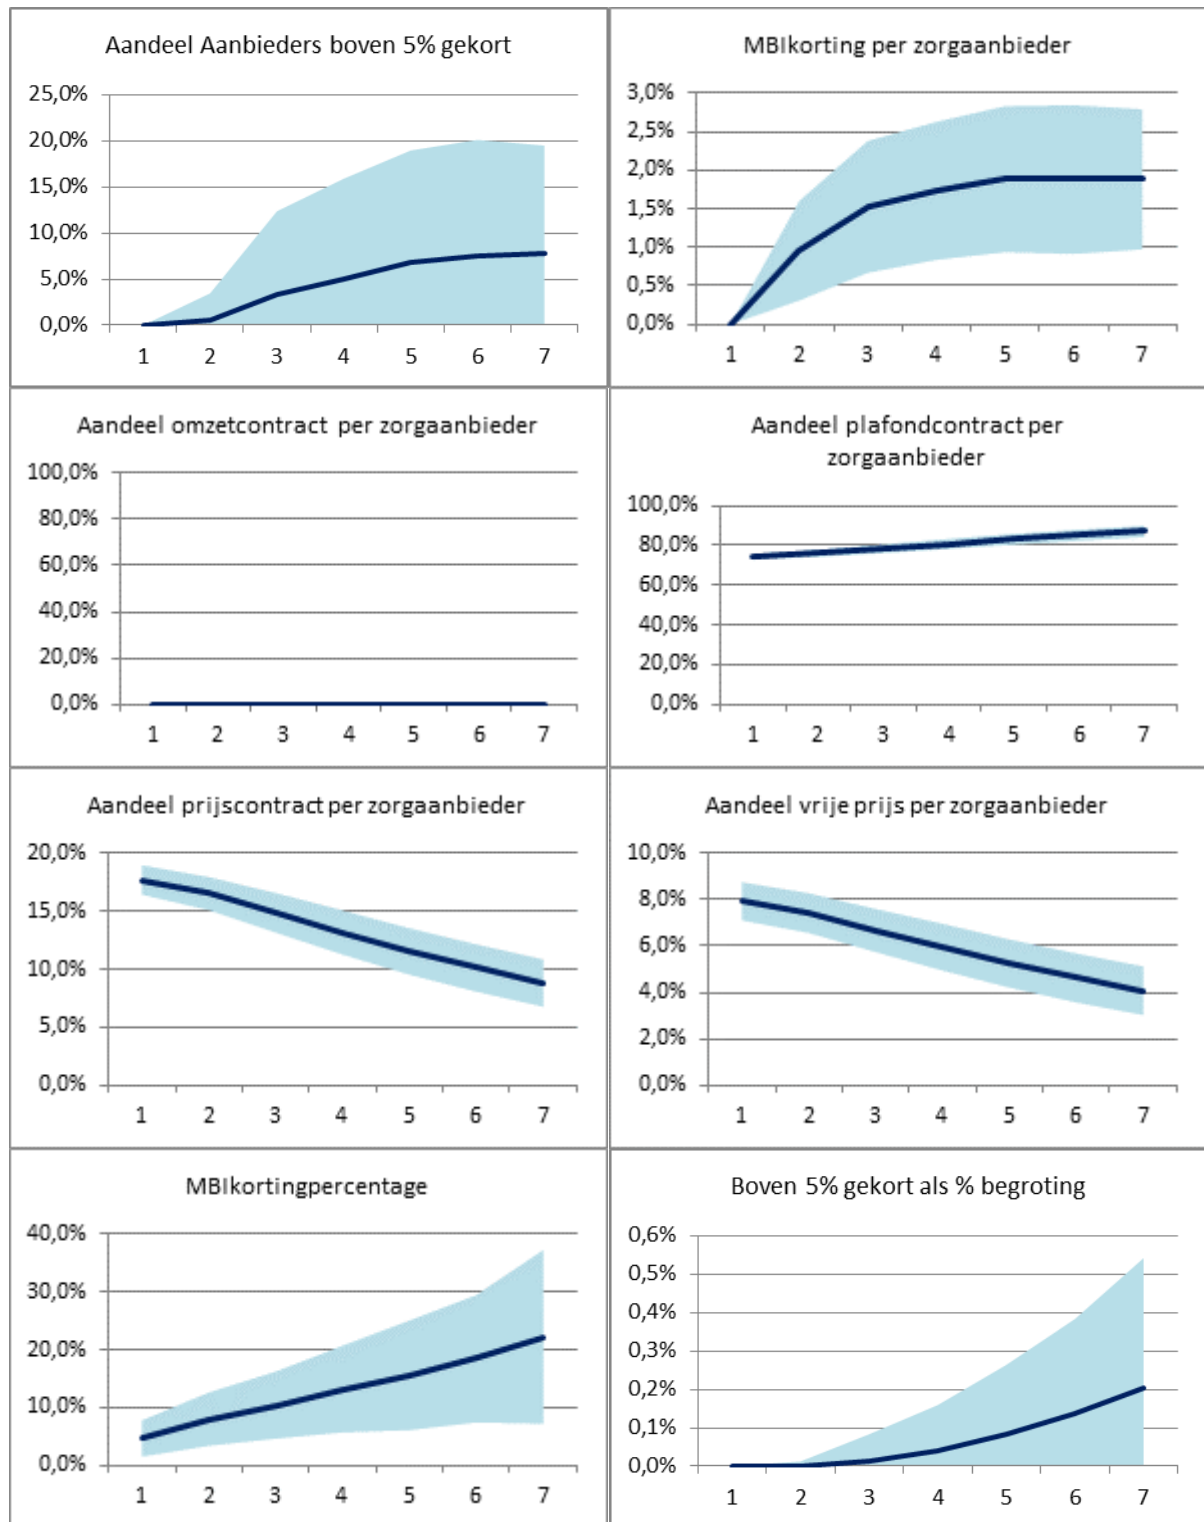 Aandeel Aanbieders boven 5% gekort
25,0%
20,0%
15,0%
10,0%
5,0%
0,0%
1 2 3 4 5 6 7
MBIkorting per zorgaanbieder
3,0%
2,5%
2,0%
1,5%
1,0%
0,5%
0,0%
1 2 3 4 5 6 7
Aandeel omzetcontract per zorgaanbieder
100,0%
80,0%
60,0%
40,0%
20,0%
0,0%
1 2 3 4 5 6 7
Aandeel plafondcontract per
zorgaanbieder
100,0%
80,0%
60,0%
40,0%
20,0%
0,0%
1 2 3 4 5 6 7
Aandeel prijscontract per zorgaanbieder
20,0%
15,0%
10,0%
5,0%
0,0%
1 2 3 4 5 6 7
Aandeel vrije prijs per zorgaanbieder
10,0%
8,0%
6,0%
4,0%
2,0%
0,0%
1 2 3 4 5 6 7
MBIkortingpercentage
40,0%
30,0%
20,0%
10,0%
0,0%
1 2 3 4 5 6 7
Boven 5% gekort als % begroting
0,6%
0,5%
0,4%
0,3%
0,2%
0,1%
0,0%
1 2 3 4 5 6 7